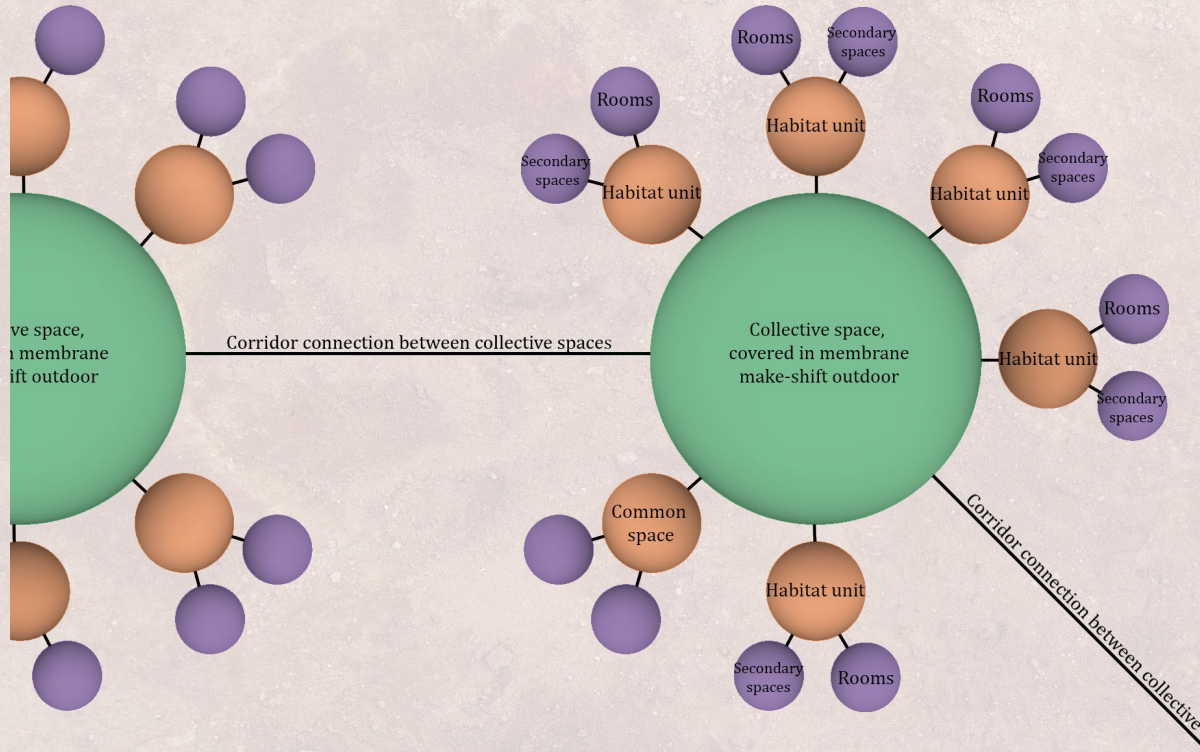 Rooms
Secondary
spaces
Habitat unit
Rooms
Secondary
spaces
Habitat unit
Rooms
Secondary
spaces
Habitat unit
Rooms
Secondary
spaces
Habitat unit
ve space,
membrane
ift outdoor
Corridor connection between collective spaces
Collective space,
covered in membrane
make-shift outdoor
Common
space
Habitat unit
Secondary
spaces
Rooms
Corridor connection between collective